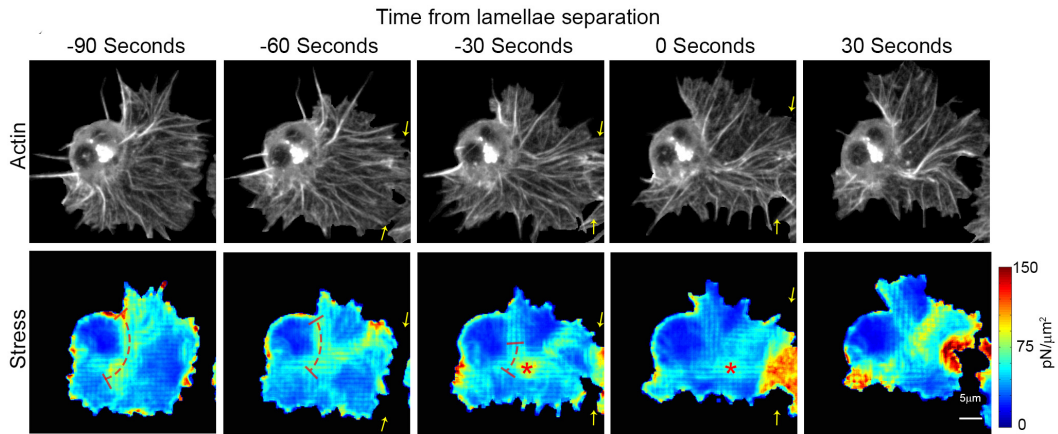 Time from lamellae separation
-90 Seconds -60 Seconds -30 Seconds 0 Seconds 30 Seconds
Actin
Stress
150
75
0
pN/μm²
*
*
5μm